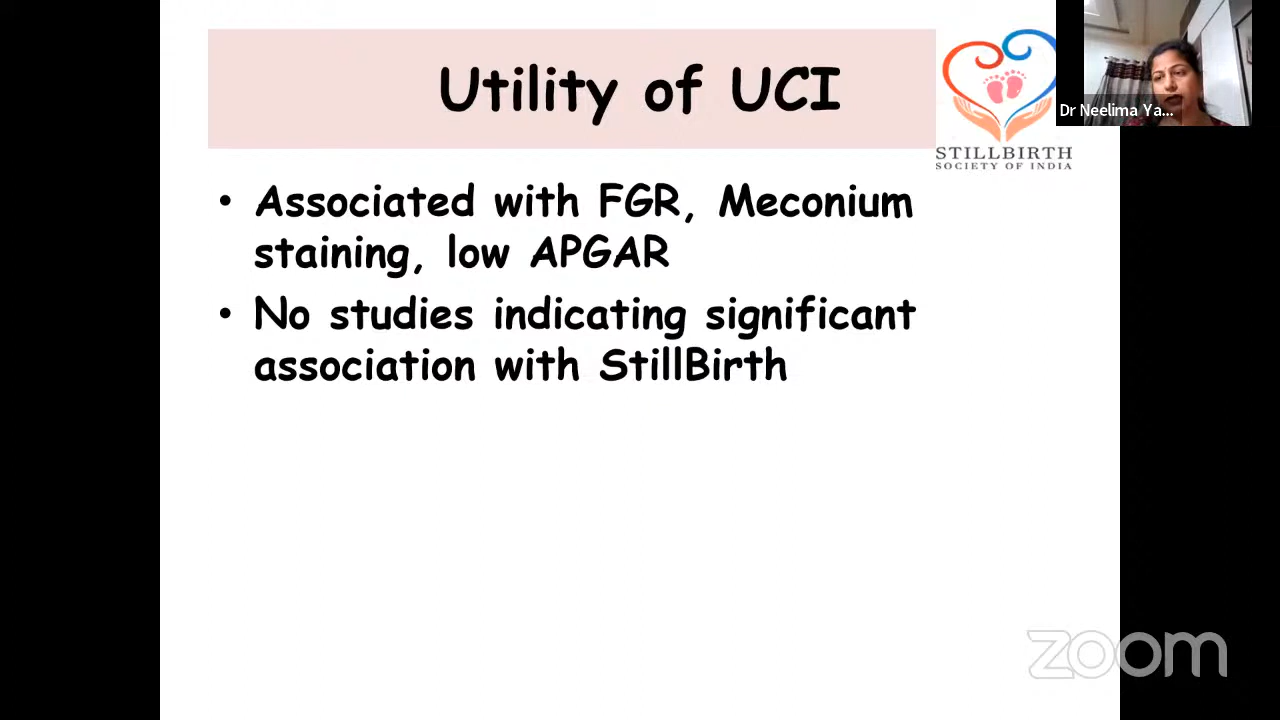 Utility of UCI
STILLBIRTH
SOCIETY OF INDIA
Dr Neelima Ya...
• Associated with FGR, Meconium
staining, low APGAR
• No studies indicating significant
association with StillBirth
zoom